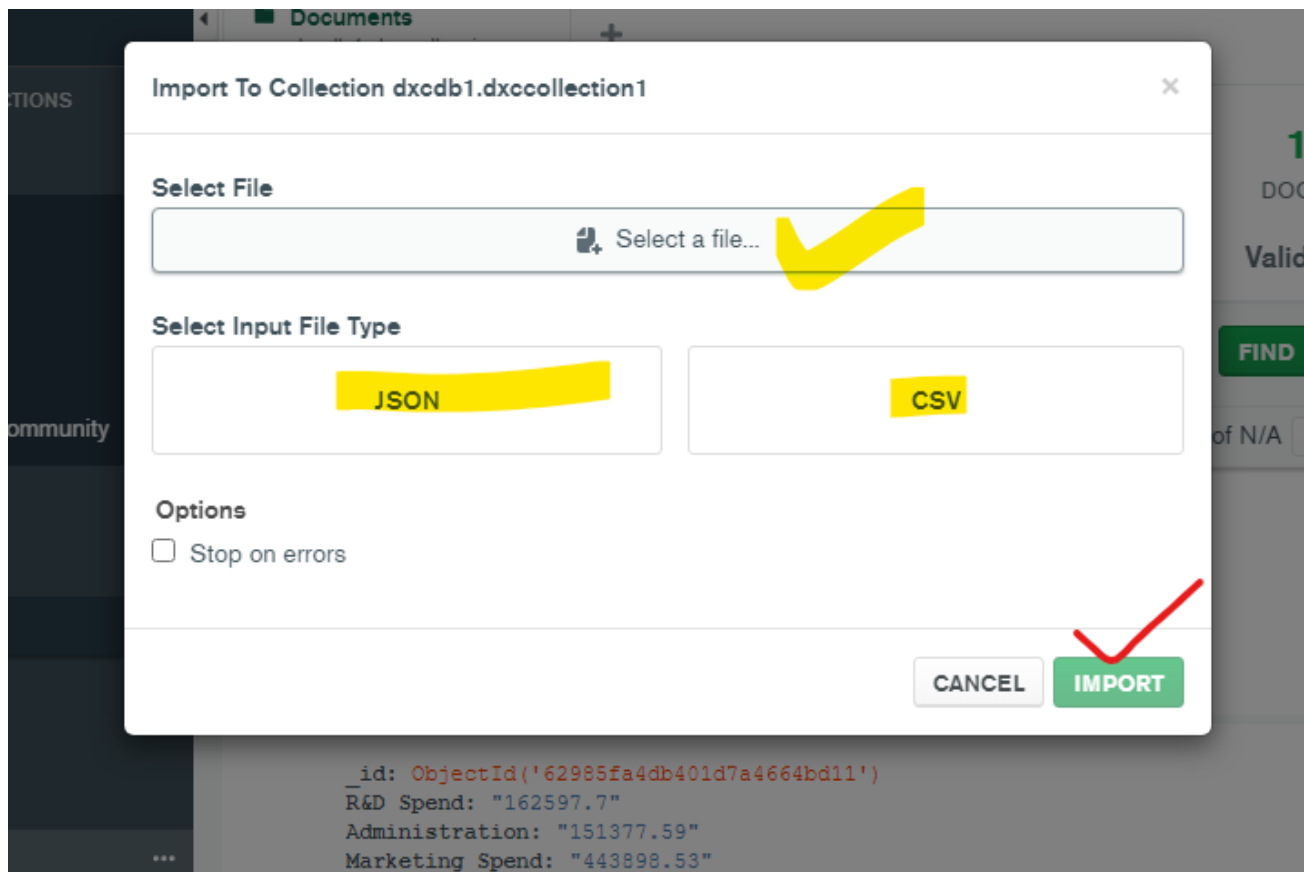 Documents
CTIONS
Import To Collection dxcdb1.dxccollection1
×
1
DOC
Select File
Select a file...
Valid
Select Input File Type
FIND
JSON
CSV
ommunity
of N/A
Options
Stop on errors
CANCEL
IMPORT
_id: ObjectId('62985fa4db401d7a4664bd11')
R&D Spend: "162597.7"
Administration: "151377.59"
Marketing Spend: "443898.53"